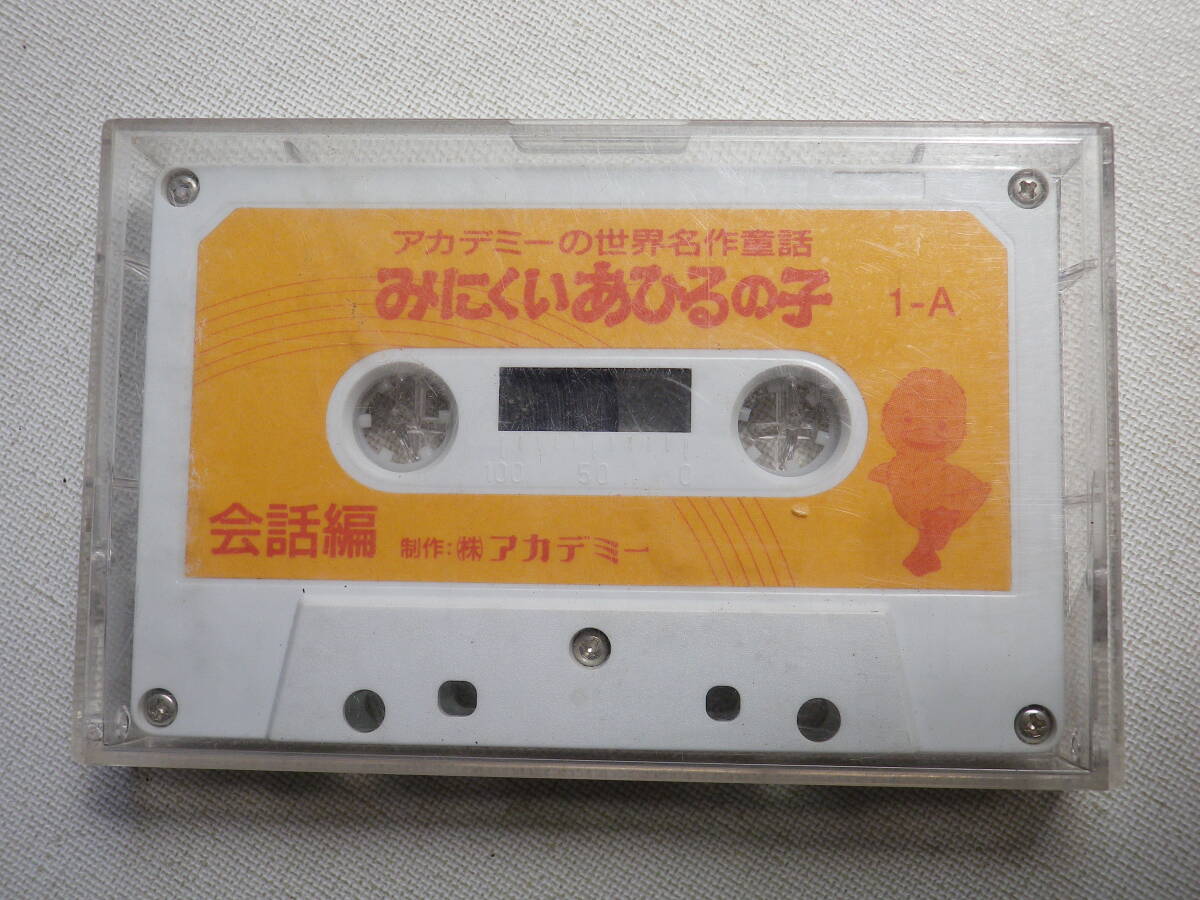 アカデミーの世界名作童話
みにくいあひるの子
1-A
100 50 0
会話編
制作:㈱アカデミー